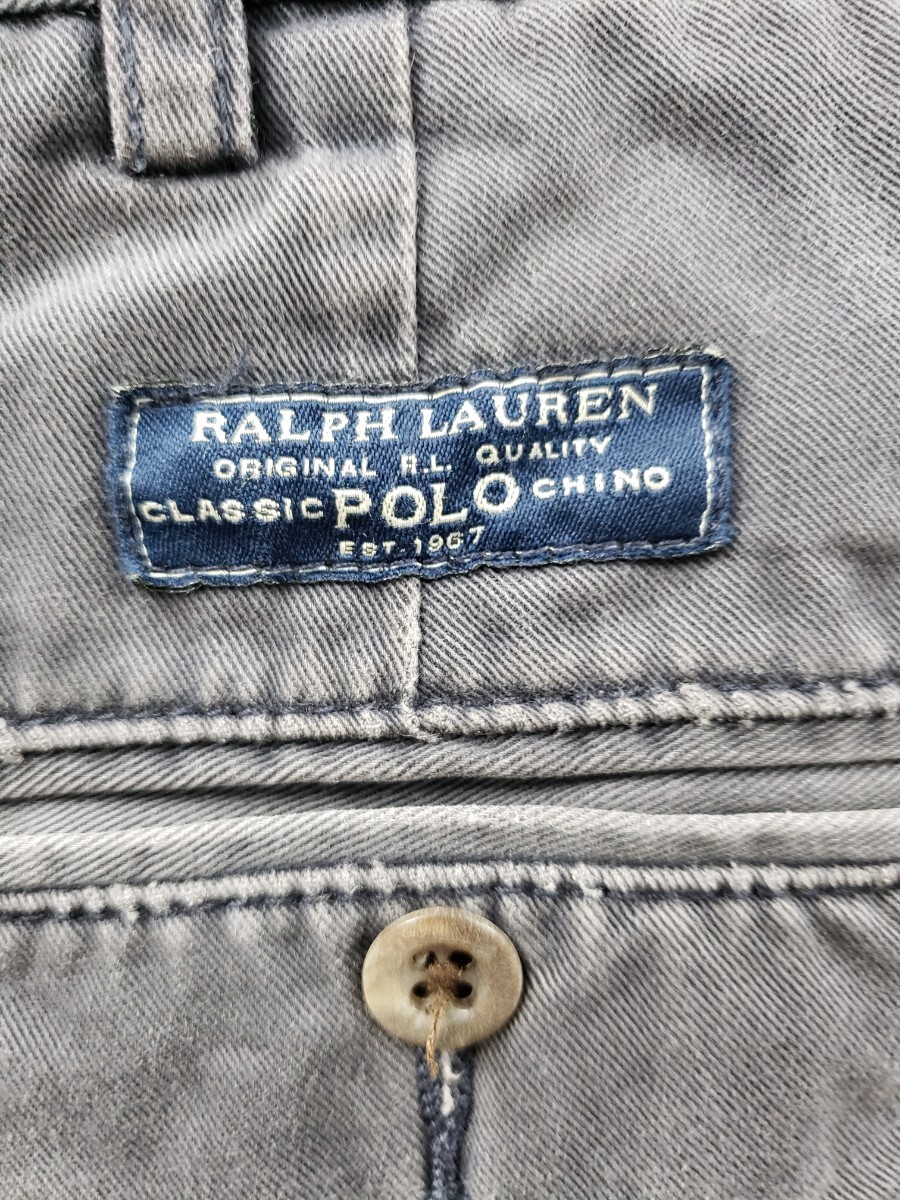 RALPH LAUREN
ORIGINAL R.L. QUALITY
CLASSIC POLO CHINO
EST. 1967